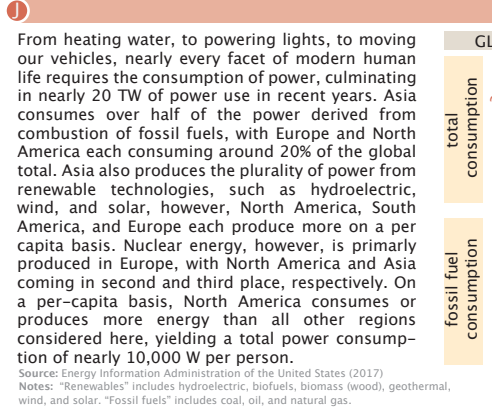 J
From heating water, to powering lights, to moving
our vehicles, nearly every facet of modern human
life requires the consumption of power, culminating
in nearly 20 TW of power use in recent years. Asia
consumes over half of the power derived from
combustion of fossil fuels, with Europe and North
America each consuming around 20% of the global
total. Asia also produces the plurality of power from
renewable technologies, such as hydroelectric,
wind, and solar, however, North America, South
America, and Europe each produce more on a per
capita basis. Nuclear energy, however, is primarly
produced in Europe, with North America and Asia
coming in second and third place, respectively. On
a per-capita basis, North America consumes or
produces more energy than all other regions
considered here, yielding a total power consump-
tion of nearly 10,000 W per person.
Source: Energy Information Administration of the United States (2017)
Notes: "Renewables" includes hydroelectric, biofuels, biomass (wood), geothermal,
wind, and solar. "Fossil fuels" includes coal, oil, and natural gas.
GL
total
consumption
fossil fuel
consumption